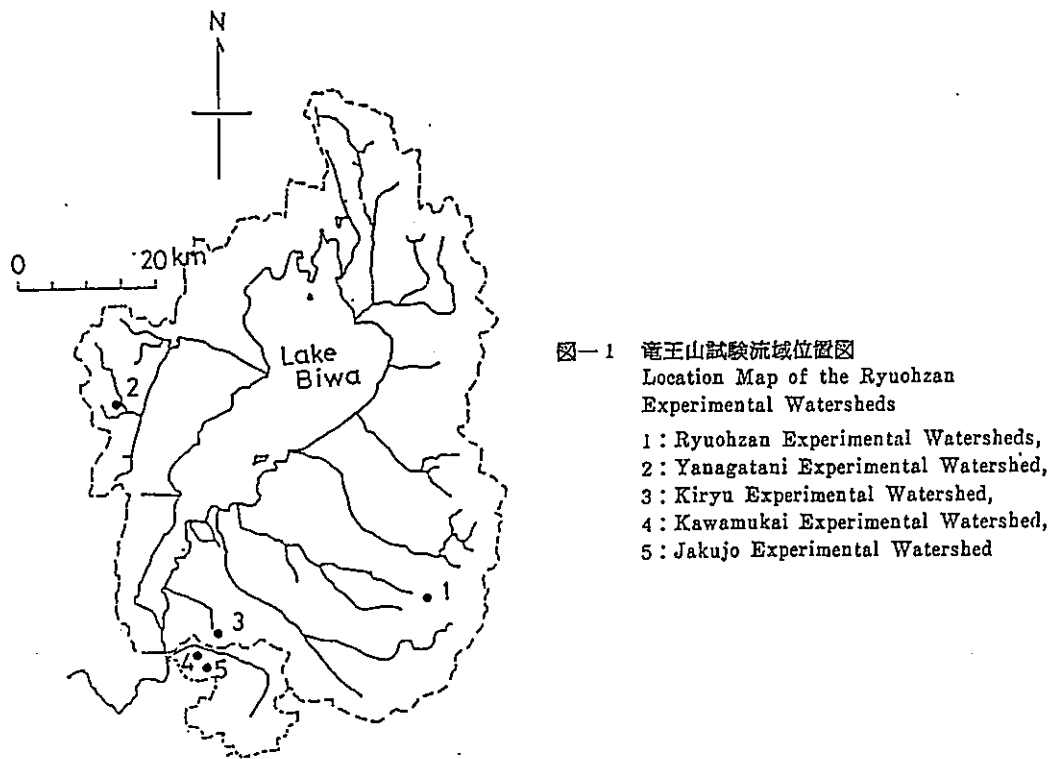 N
0 20 km
Lake
Biwa
2
1
3
4
5
図—1 竜王山試験流域位置図
Location Map of the Ryuohzan
Experimental Watersheds
1: Ryuohzan Experimental Watersheds,
2: Yanagatani Experimental Watershed,
3: Kiryu Experimental Watershed,
4: Kawamukai Experimental Watershed,
5: Jakujo Experimental Watershed